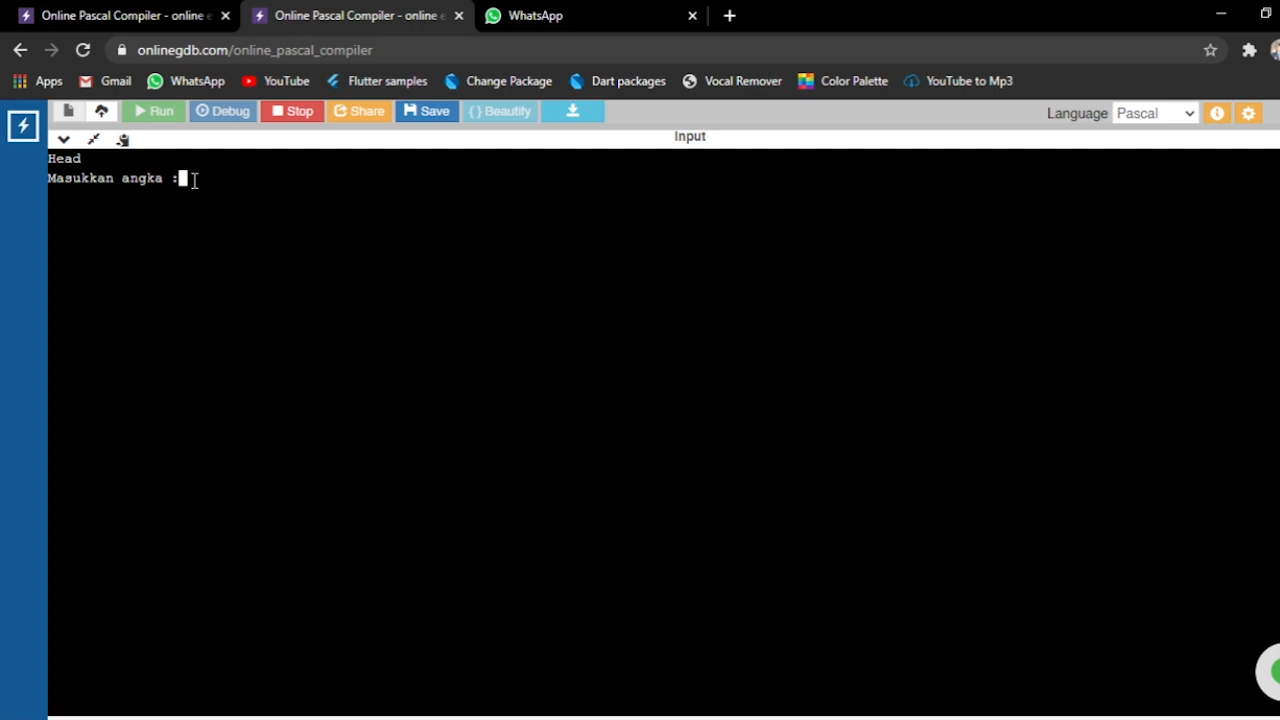 Online Pascal Compiler - online e
Online Pascal Compiler - online e
WhatsApp
onlinegdb.com/online_pascal_compiler
Apps
Gmail
WhatsApp
YouTube
Flutter samples
Change Package
Dart packages
Vocal Remover
Color Palette
YouTube to Mp3
Run
Debug
Stop
Share
Save
{ } Beautify
Language
Pascal
Input
Head
Masukkan angka :